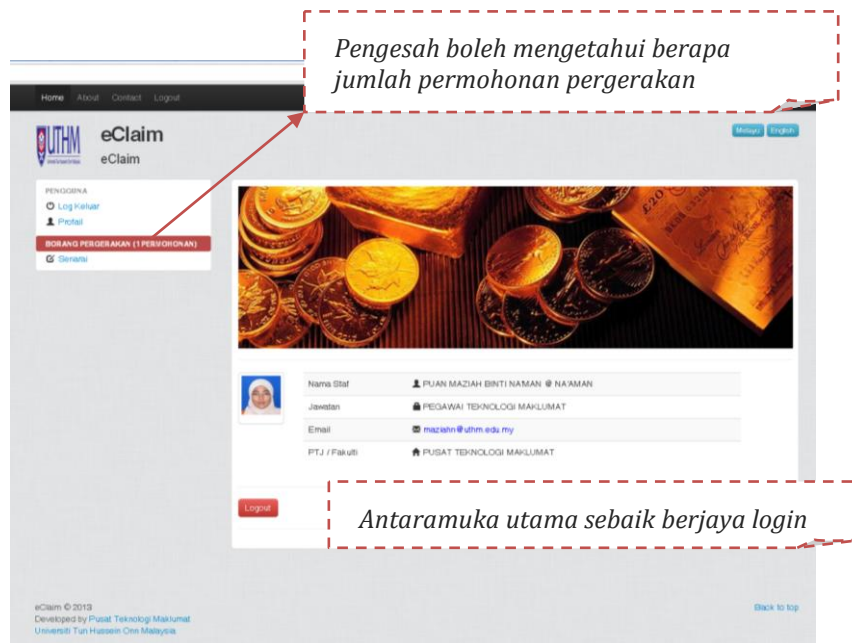 Pengesah boleh mengetahui berapa
jumlah permohonan pergerakan
Home About Contact Logout
UTHM
eClaim
eClaim
Melayu English
PENGGUNA
Log Keluar
Profail
BORANG PERGERAKAN (1 PERMOHONAN)
Senarai
£20
Nama Staf PUAN MAZIAH BINTI NAMAN @ NA'AMAN
Jawatan PEGAWAI TEKNOLOGI MAKLUMAT
Email maziahn@uthm.edu.my
PTJ / Fakulti PUSAT TEKNOLOGI MAKLUMAT
Logout
Antaramuka utama sebaik berjaya login
eClaim © 2013
Back to top
Developed by Pusat Teknologi Maklumat
Universiti Tun Hussein Onn Malaysia